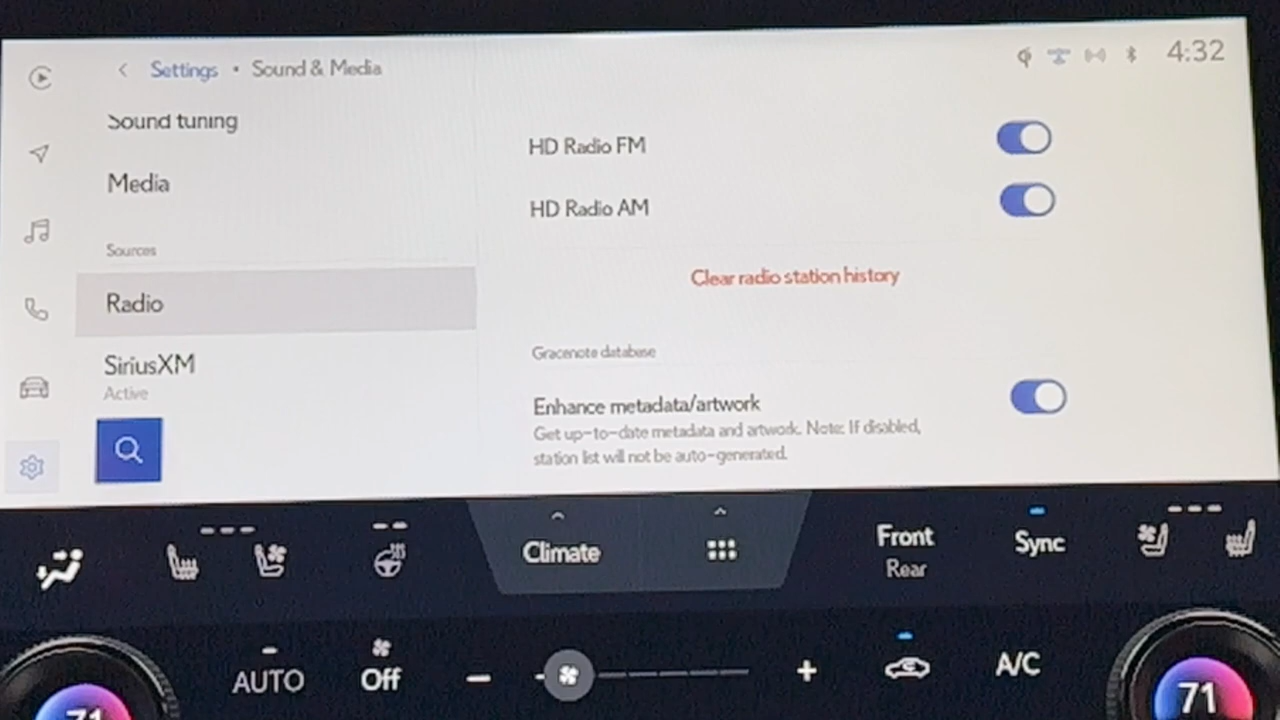 Settings • Sound & Media
4:32
Sound tuning
Media
Sources
Radio
SiriusXM
Active
HD Radio FM
HD Radio AM
Clear radio station history
Gracenote database
Enhance metadata/artwork
Get up-to-date metadata and artwork. Note: If disabled,
station list will not be auto-generated.
Climate
Front
Rear
Sync
AUTO
Off
A/C
71
71